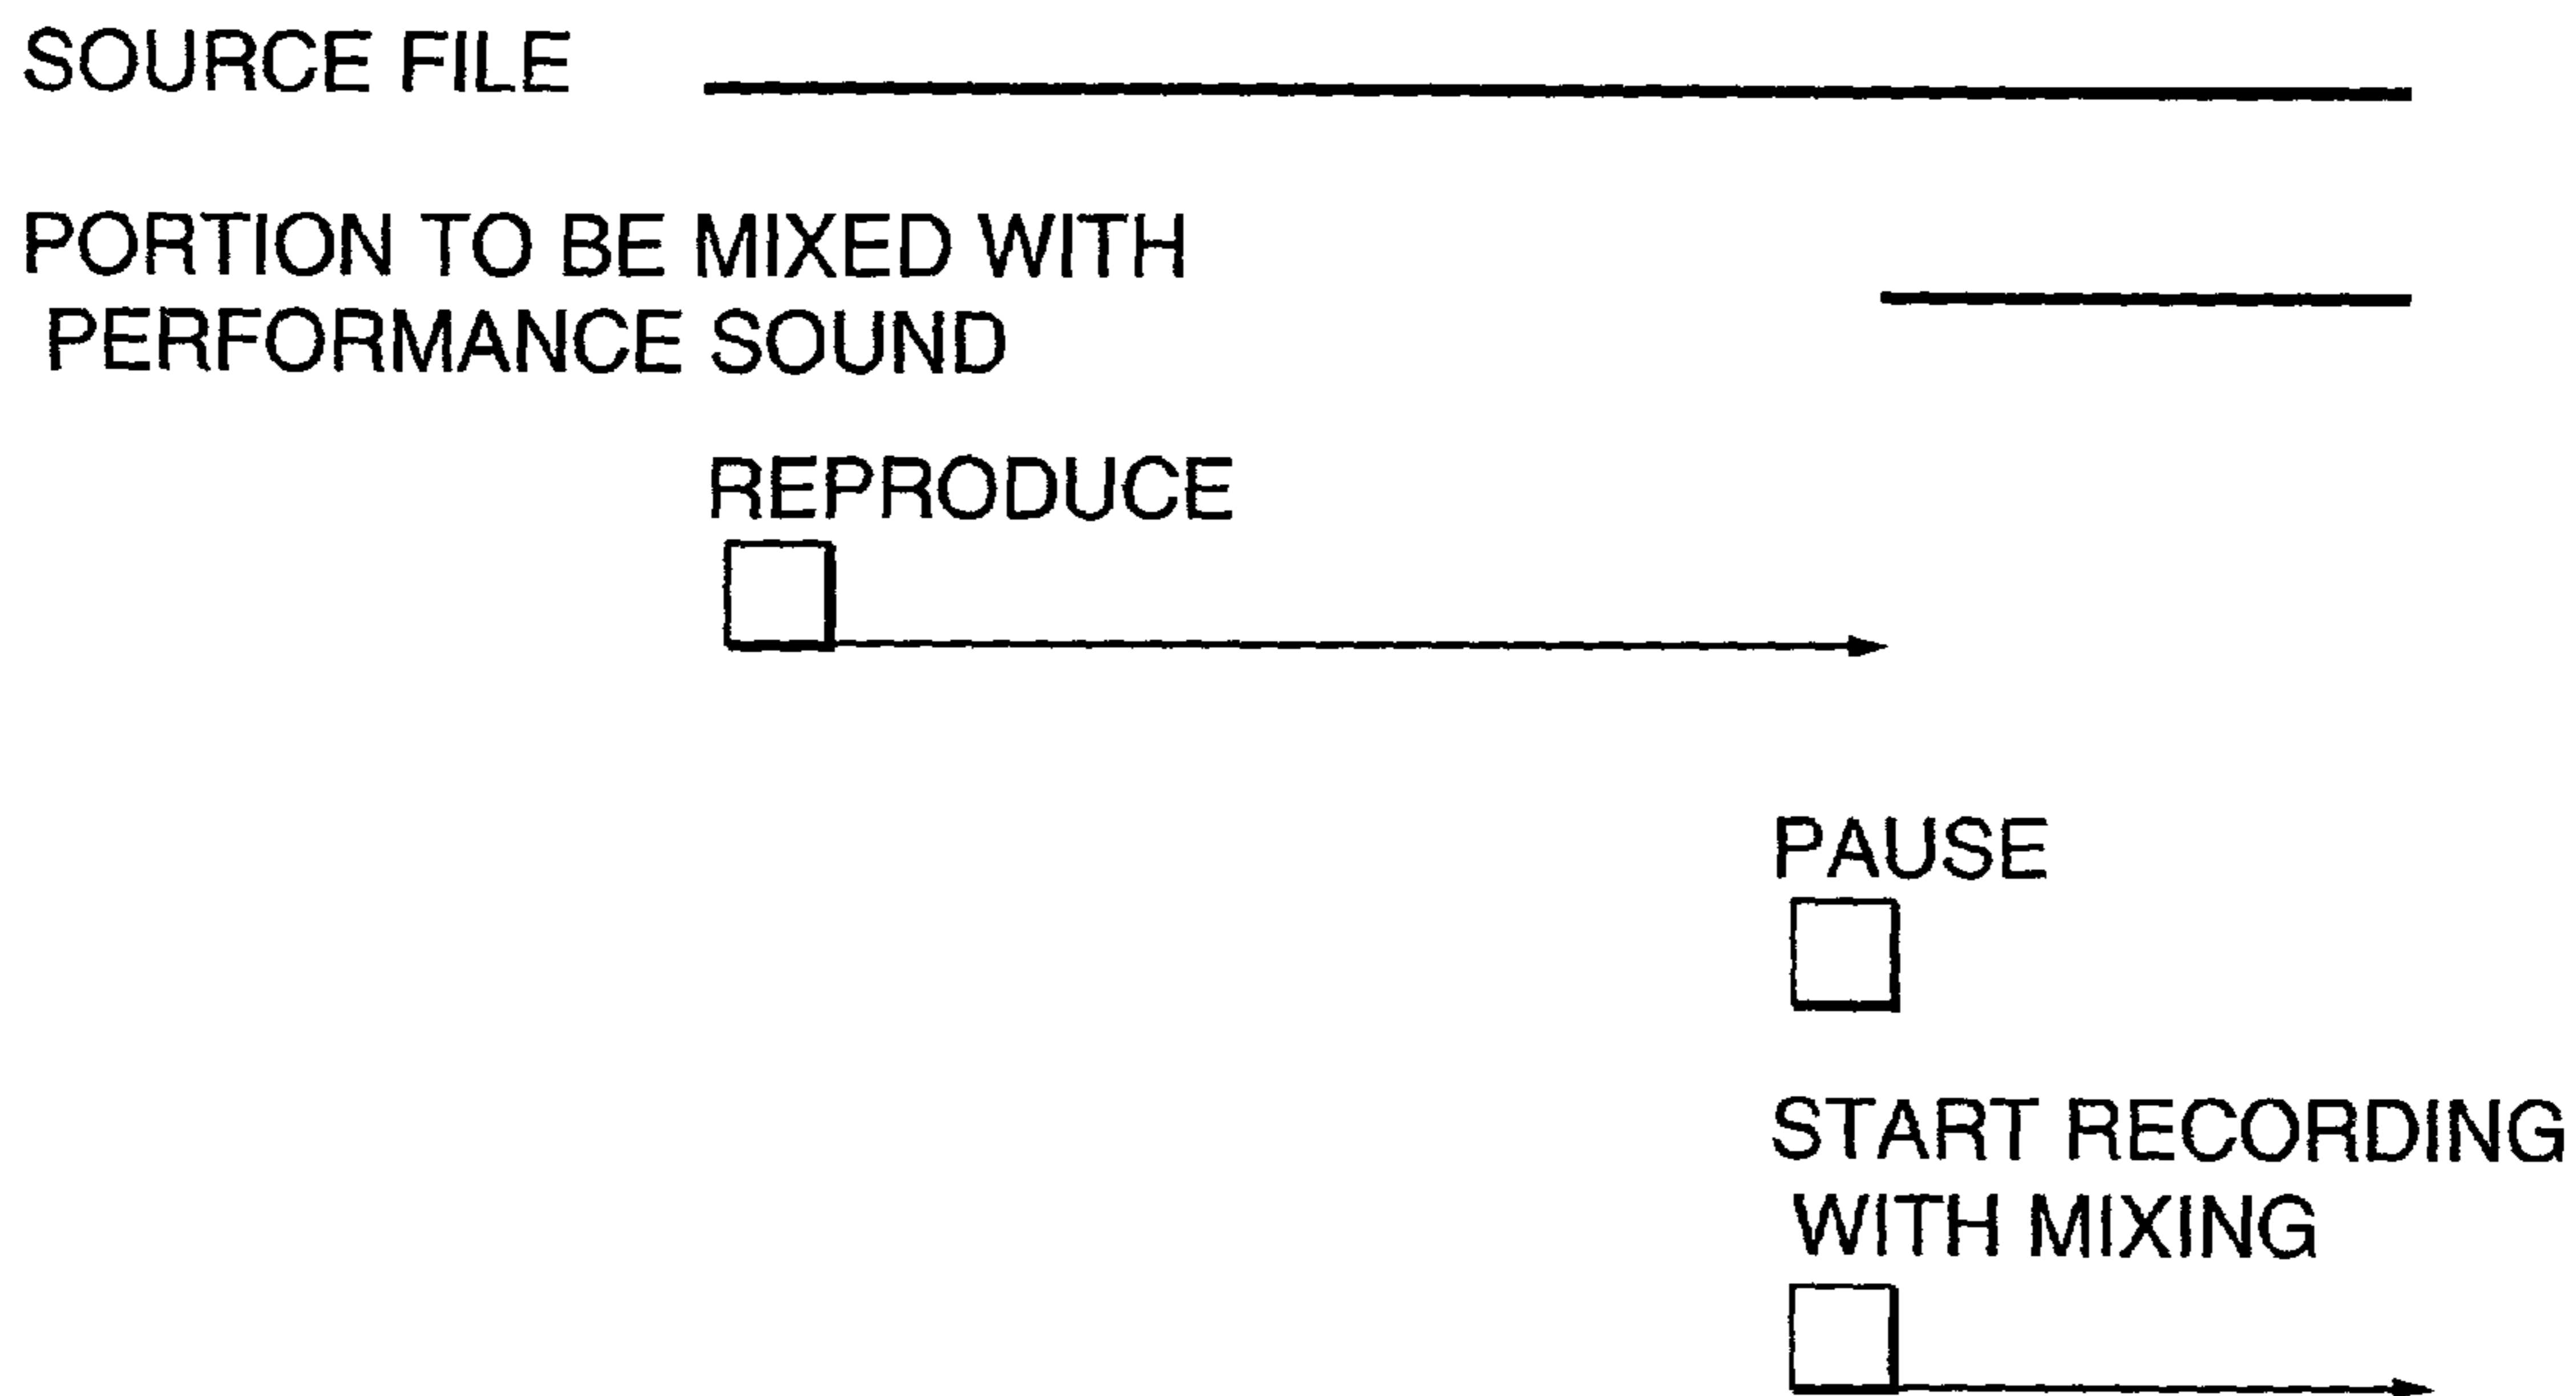 SOURCE FILE
PORTION TO BE MIXED WITH
PERFORMANCE SOUND
REPRODUCE
PAUSE
START RECORDING
WITH MIXING